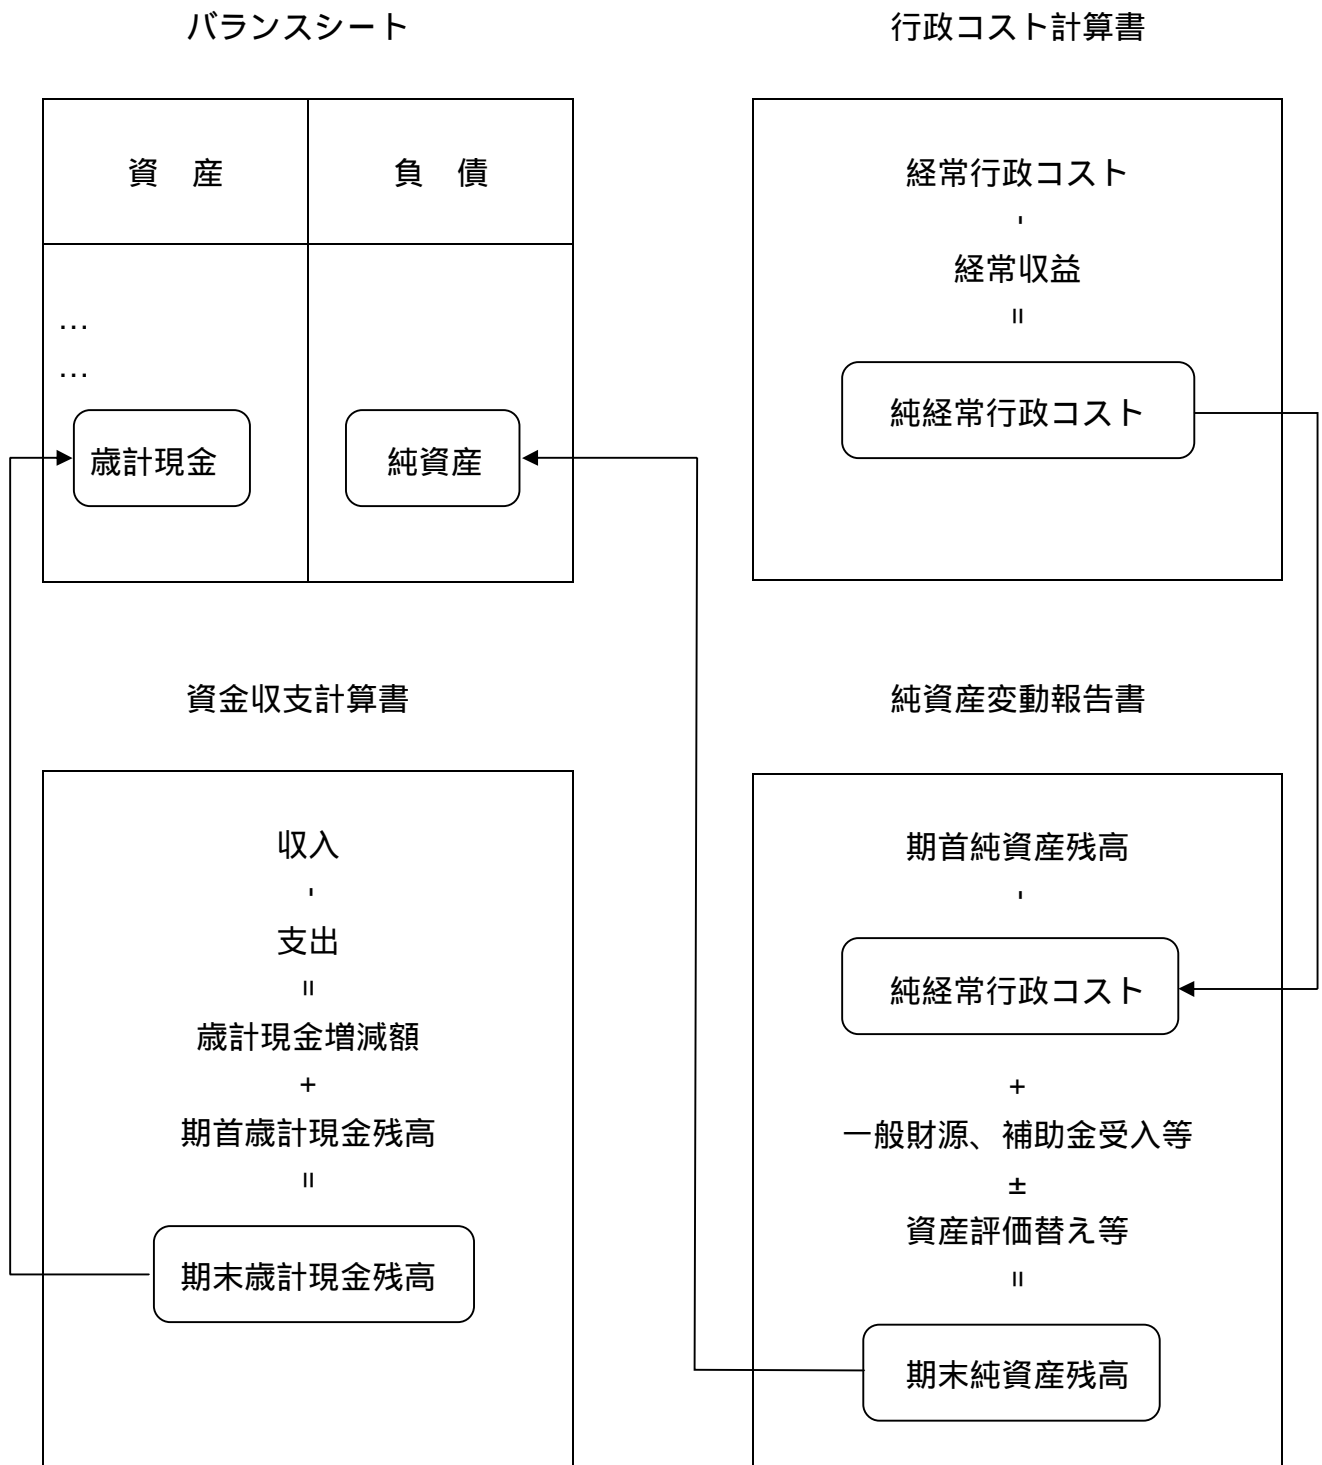 バランスシート
資　産
負　債
…
…
歳計現金
純資産
行政コスト計算書
経常行政コスト
-
経常収益
=
純経常行政コスト
資金収支計算書
収入
-
支出
=
歳計現金増減額
+
期首歳計現金残高
=
期末歳計現金残高
純資産変動報告書
期首純資産残高
-
純経常行政コスト
+
一般財源、補助金受入等
±
資産評価替え等
=
期末純資産残高